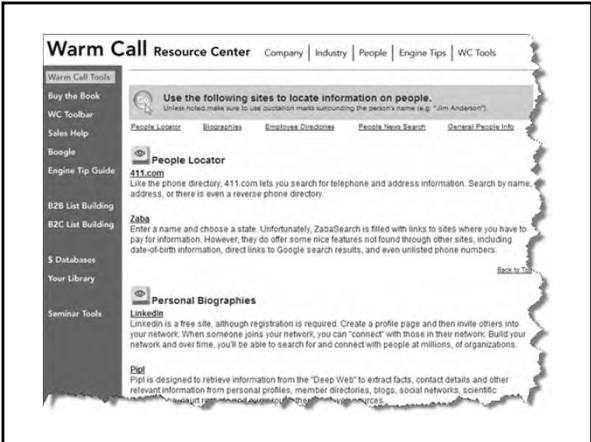 Warm Call Resource Center Company | Industry | People | Engine Tips | WC Tools
Warm Call Tools
Buy the Book
WC Toolbar
Sales Help
Boogle
Engine Tip Guide
B2B List Building
B2C List Building
$ Databases
Your Library
Seminar Tools
Use the following sites to locate information on people.
Unless noted make sure to use quotation marks surrounding the person's name (e.g. "Jim Anderson").
People Locator Biographies Employee Directories People News Search General People Info
People Locator
411.com
Like the phone directory, 411.com lets you search for telephone and address information. Search by name,
address, or there is even a reverse phone directory.
Zaba
Enter a name and choose a state. Unfortunately, ZabaSearch is filled with links to sites where you have to
pay for information. However, they do offer some nice features not found through other sites, including
date-of-birth information, direct links to Google search results, and even unlisted phone numbers.
Back to Top
Personal Biographies
LinkedIn
LinkedIn is a free site, although registration is required. Create a profile page and then invite others into
your network. When someone joins your network, you can "connect" with those in their network. Build your
network and over time, you'll be able to search for and connect with people at millions, of organizations.
Pipl
Pipl is designed to retrieve information from the "Deep Web" to extract facts, contact details and other
relevant information from personal profiles, member directories, blogs, social networks, scientific
court